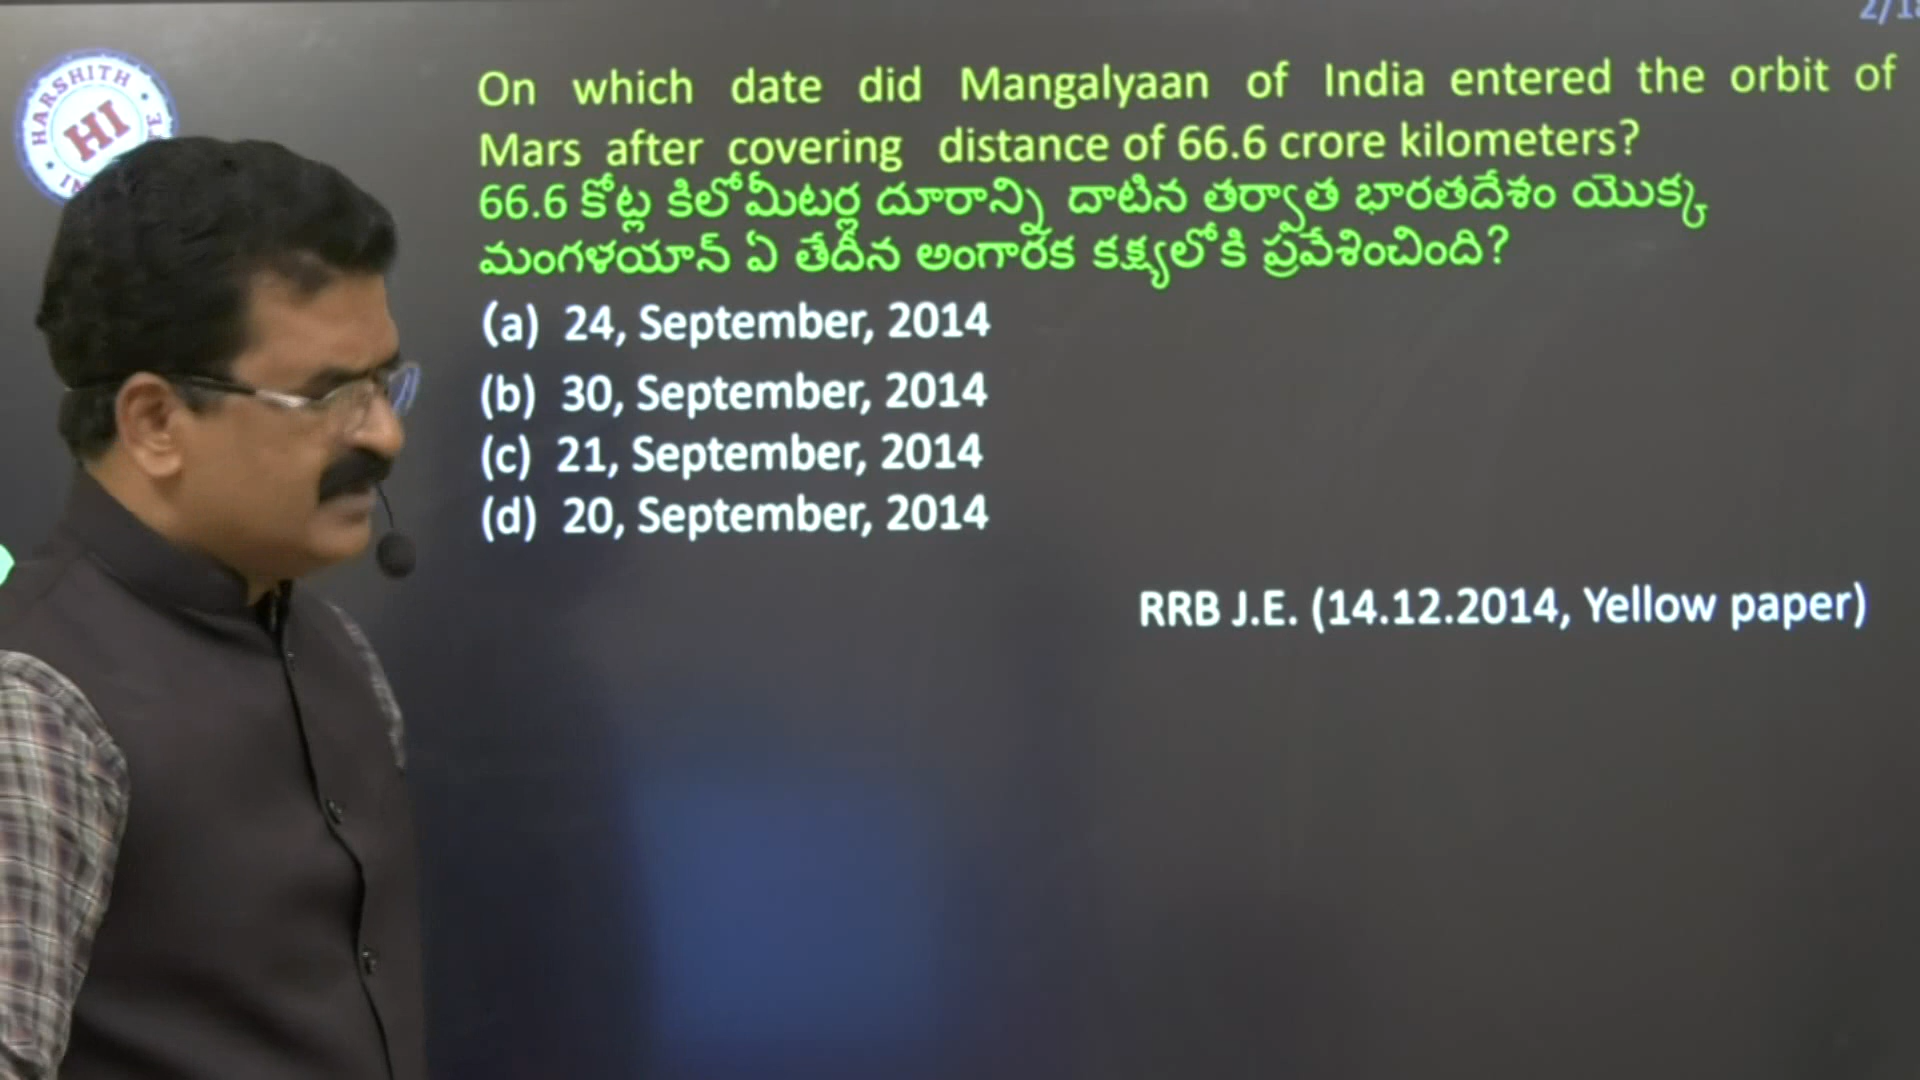 2/18
HARSHITH
HI
On which date did Mangalyaan of India entered the orbit of
Mars after covering distance of 66.6 crore kilometers?
66.6 కోట్ల కిలోమీటర్ల దూరాన్ని దాటిన తర్వాత భారతదేశం యొక్క
మంగళయాన్ ఏ తేదీన అంగారక కక్ష్యలోకి ప్రవేశించింది?
(a) 24, September, 2014
(b) 30, September, 2014
(c) 21, September, 2014
(d) 20, September, 2014
RRB J.E. (14.12.2014, Yellow paper)